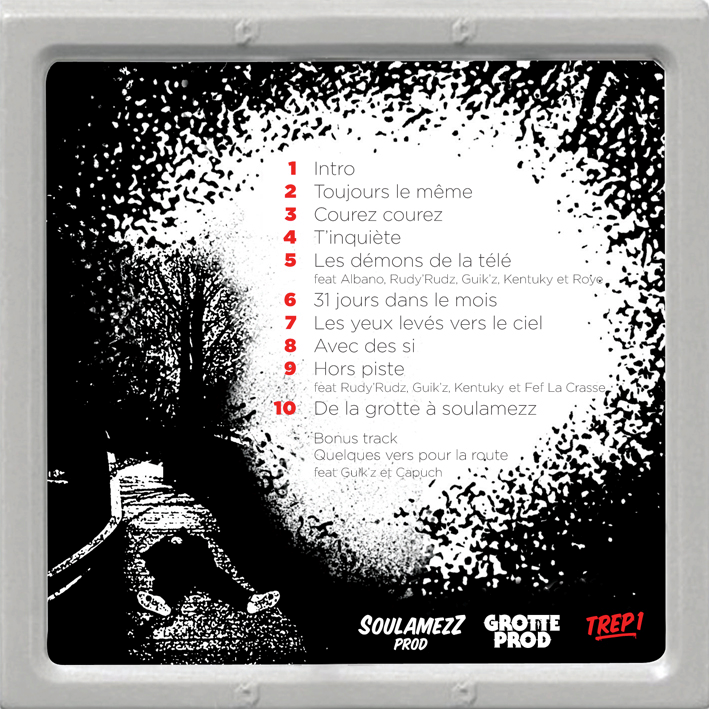 1 Intro
2 Toujours le même
3 Courez courez
4 T'inquiète
5 Les démons de la télé
feat Albano, Rudy'Rudz, Guik'z, Kentuky et Roye
6 31 jours dans le mois
7 Les yeux levés vers le ciel
8 Avec des si
9 Hors piste
feat Rudy'Rudz, Guik'z, Kentuky et Fef La Crasse
10 De la grotte à soulamezz
Bonus track
Quelques vers pour la route
feat Guik'z et Capuch
SOULAMEZZ
PROD
GROTTE
PROD
TREP1